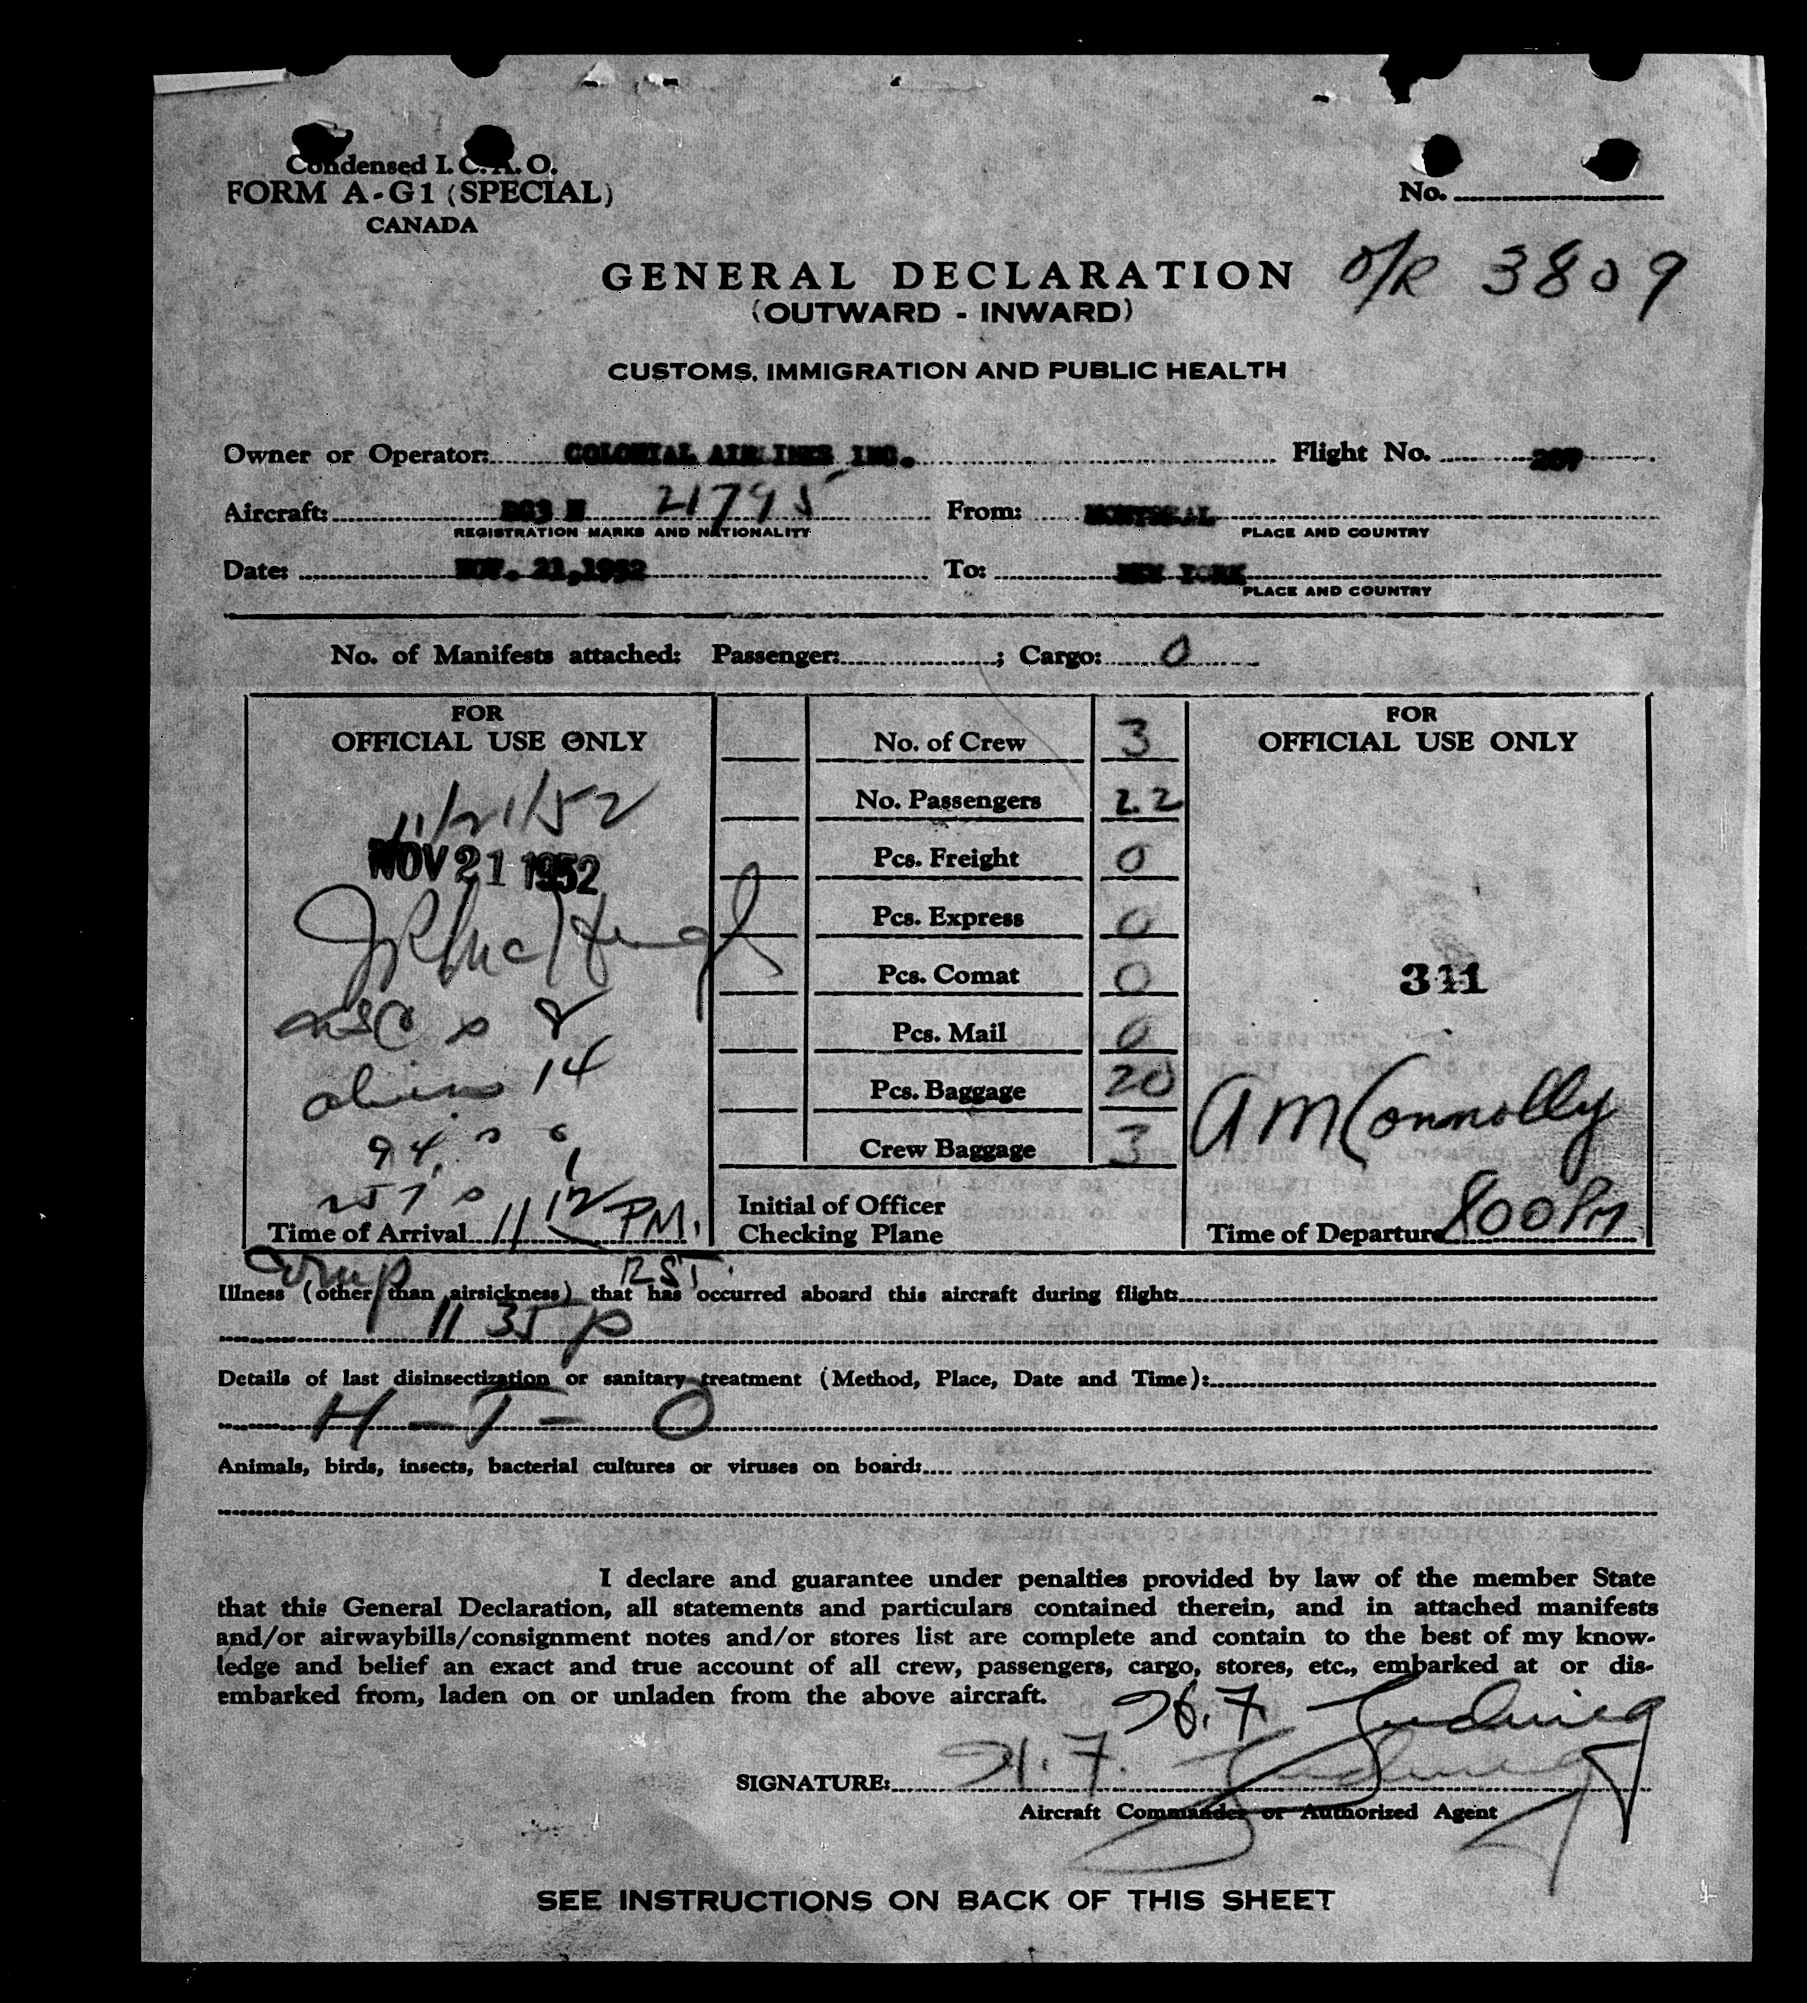 Condensed I. C. A. O.
FORM A-G1 (SPECIAL)
CANADA
No.
O/R 3809
GENERAL DECLARATION
(OUTWARD - INWARD)
CUSTOMS, IMMIGRATION AND PUBLIC HEALTH
Owner or Operator: COLONIAL AIRLINES INC. Flight No. 207
Aircraft: DC3 N 21795 From: MONTREAL
REGISTRATION MARKS AND NATIONALITY PLACE AND COUNTRY
Date: NOV. 21,1952 To: NEW YORK
PLACE AND COUNTRY
No. of Manifests attached: Passenger: ; Cargo: 0
FOR
OFFICIAL USE ONLY
11/21/52
NOV 21 1952
8
aliens 14
Time of Arrival 11 12 PM.
No. of Crew 3
No. Passengers 22
Pcs. Freight 0
Pcs. Express 0
Pcs. Comat 0
Pcs. Mail 0
Pcs. Baggage 20
Crew Baggage 3
Initial of Officer
Checking Plane
FOR
OFFICIAL USE ONLY
311
A M Connolly
Time of Departure 800 PM
Illness (other than airsickness) that has occurred aboard this aircraft during flight:
11 35 p
Details of last disinsectization or sanitary treatment (Method, Place, Date and Time):
H - T - O
Animals, birds, insects, bacterial cultures or viruses on board:
I declare and guarantee under penalties provided by law of the member State
that this General Declaration, all statements and particulars contained therein, and in attached manifests
and/or airwaybills/consignment notes and/or stores list are complete and contain to the best of my know-
ledge and belief an exact and true account of all crew, passengers, cargo, stores, etc., embarked at or dis-
embarked from, laden on or unladen from the above aircraft.
SIGNATURE:
Aircraft Commander or Authorized Agent
SEE INSTRUCTIONS ON BACK OF THIS SHEET